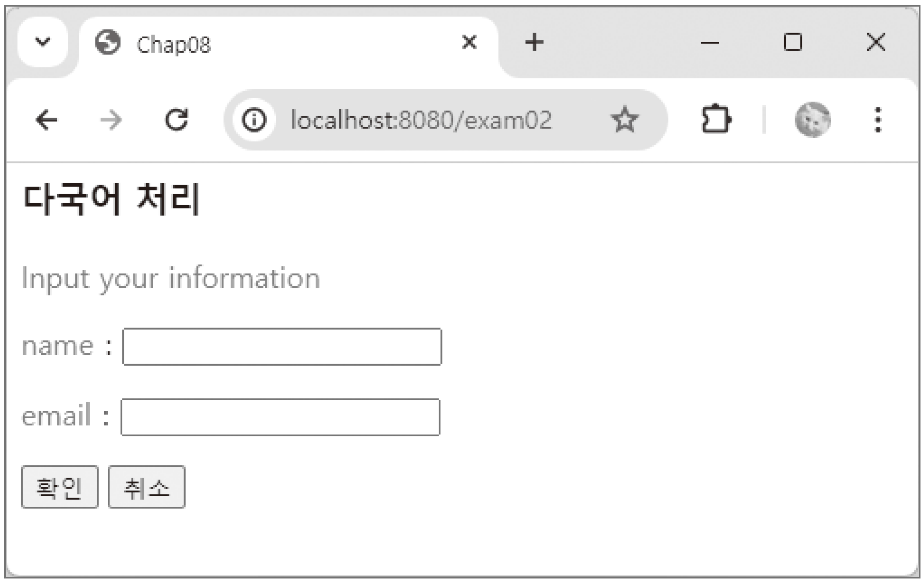 Chap08
localhost:8080/exam02
다국어 처리
Input your information
name :
email :
확인 취소